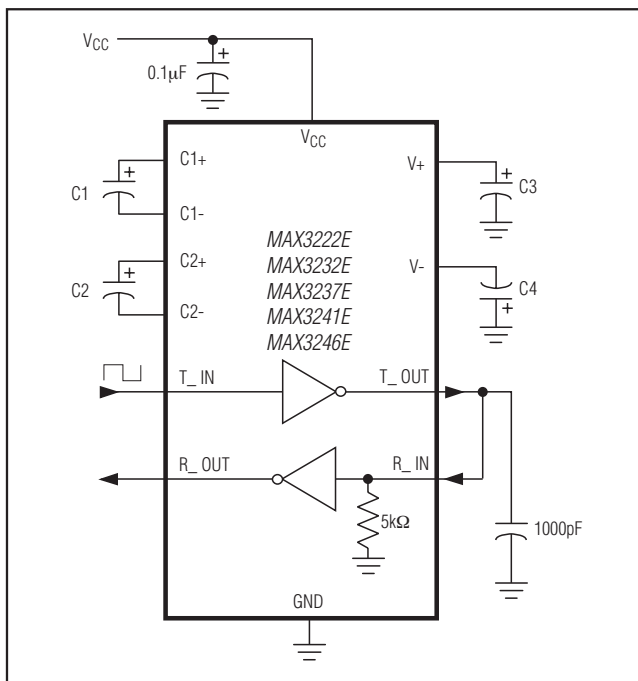 VCC
0.1µF
+
VCC
C1+
C1
+
C1-
C2+
C2
+
C2-
V+
+
C3
V-
C4
+
MAX3222E
MAX3232E
MAX3237E
MAX3241E
MAX3246E
T_ IN
T_ OUT
R_ OUT
R_ IN
5kΩ
1000pF
GND